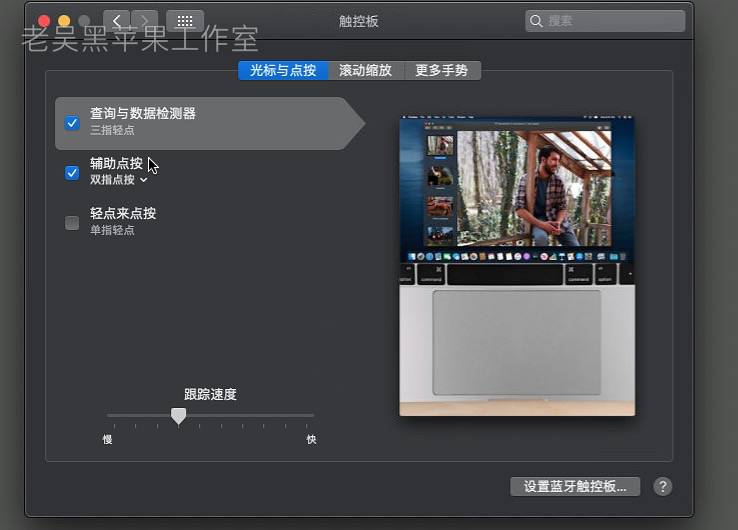 触控板
搜索
老吴黑苹果工作室
光标与点按
滚动缩放
更多手势
查询与数据检测器
三指轻点
辅助点按
双指点按
轻点来点按
单指轻点
command
command
option
跟踪速度
慢
快
设置蓝牙触控板...
?